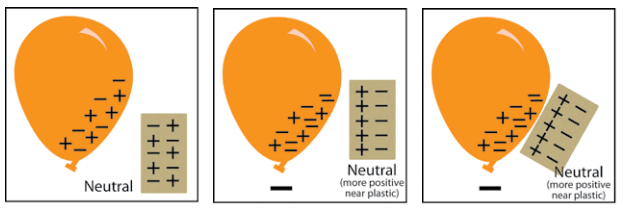 Neutral
Neutral
(more positive
near plastic)
Neutral
(more positive
near plastic)